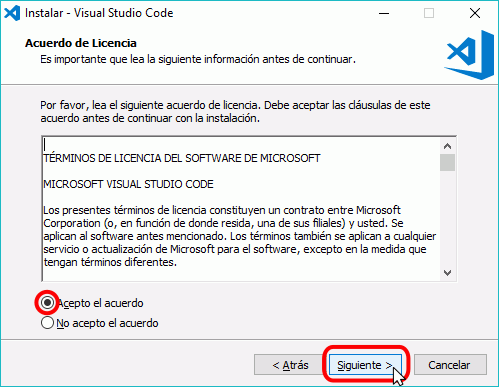 Instalar - Visual Studio Code
Acuerdo de Licencia
Es importante que lea la siguiente información antes de continuar.
Por favor, lea el siguiente acuerdo de licencia. Debe aceptar las cláusulas de este
acuerdo antes de continuar con la instalación.
TÉRMINOS DE LICENCIA DEL SOFTWARE DE MICROSOFT
MICROSOFT VISUAL STUDIO CODE
Los presentes términos de licencia constituyen un contrato entre Microsoft
Corporation (o, en función de donde resida, una de sus filiales) y usted. Se
aplican al software antes mencionado. Los términos también se aplican a cualquier
servicio o actualización de Microsoft para el software, excepto en la medida que
tengan términos diferentes.
Acepto el acuerdo
No acepto el acuerdo
< Atrás
Siguiente >
Cancelar